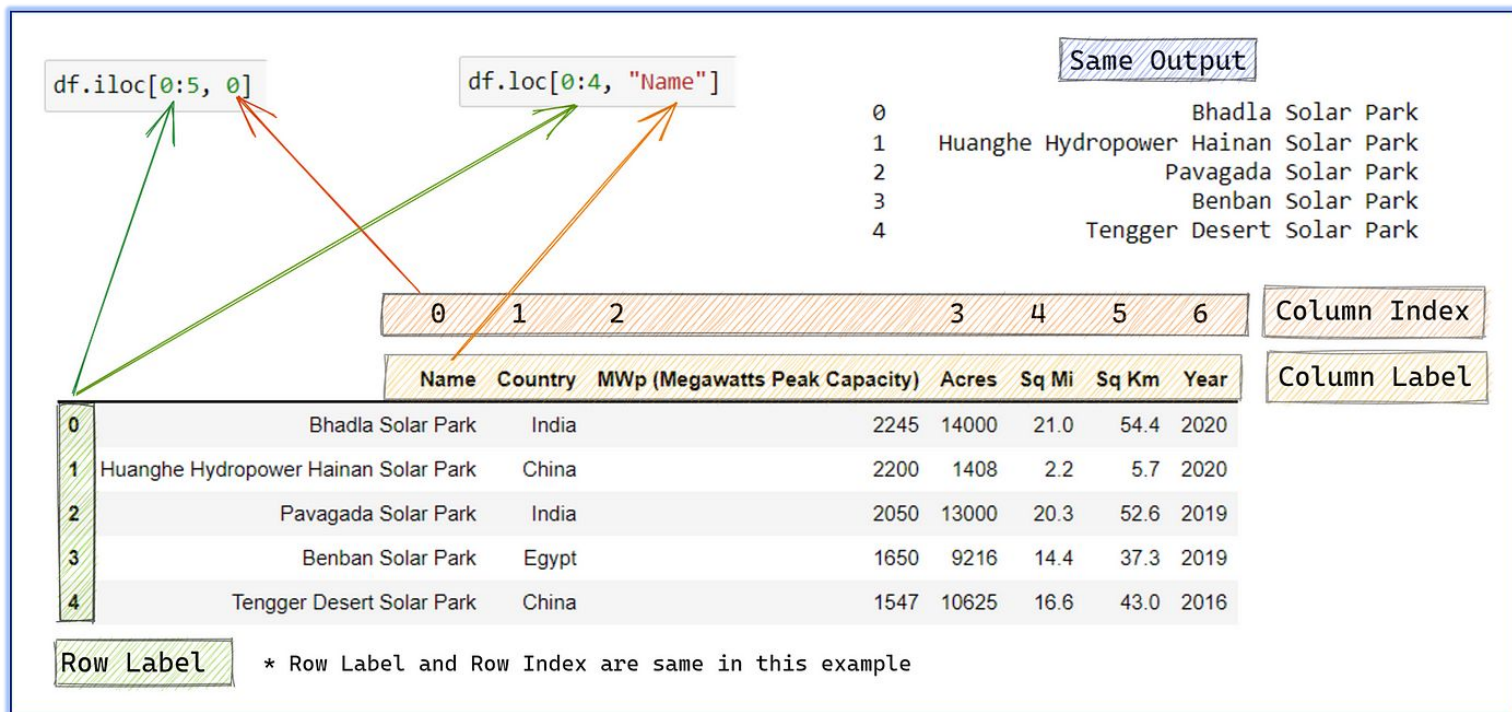 df.iloc[0:5, 0]
df.loc[0:4, "Name"]
Same Output
0 Bhadla Solar Park
1 Huanghe Hydropower Hainan Solar Park
2 Pavagada Solar Park
3 Benban Solar Park
4 Tengger Desert Solar Park
0 1 2 3 4 5 6
Column Index
Name Country MWp (Megawatts Peak Capacity) Acres Sq Mi Sq Km Year
Column Label
0 Bhadla Solar Park India 2245 14000 21.0 54.4 2020
1 Huanghe Hydropower Hainan Solar Park China 2200 1408 2.2 5.7 2020
2 Pavagada Solar Park India 2050 13000 20.3 52.6 2019
3 Benban Solar Park Egypt 1650 9216 14.4 37.3 2019
4 Tengger Desert Solar Park China 1547 10625 16.6 43.0 2016
Row Label
* Row Label and Row Index are same in this example